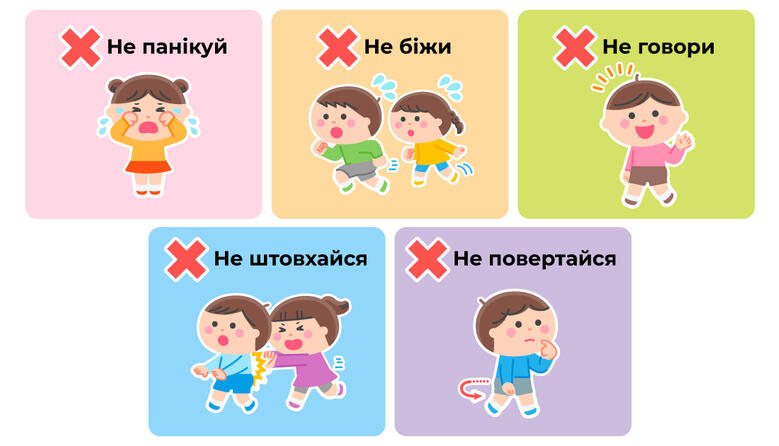 Не панікуй
Не біжи
Не говори
Не штовхайся
Не повертайся